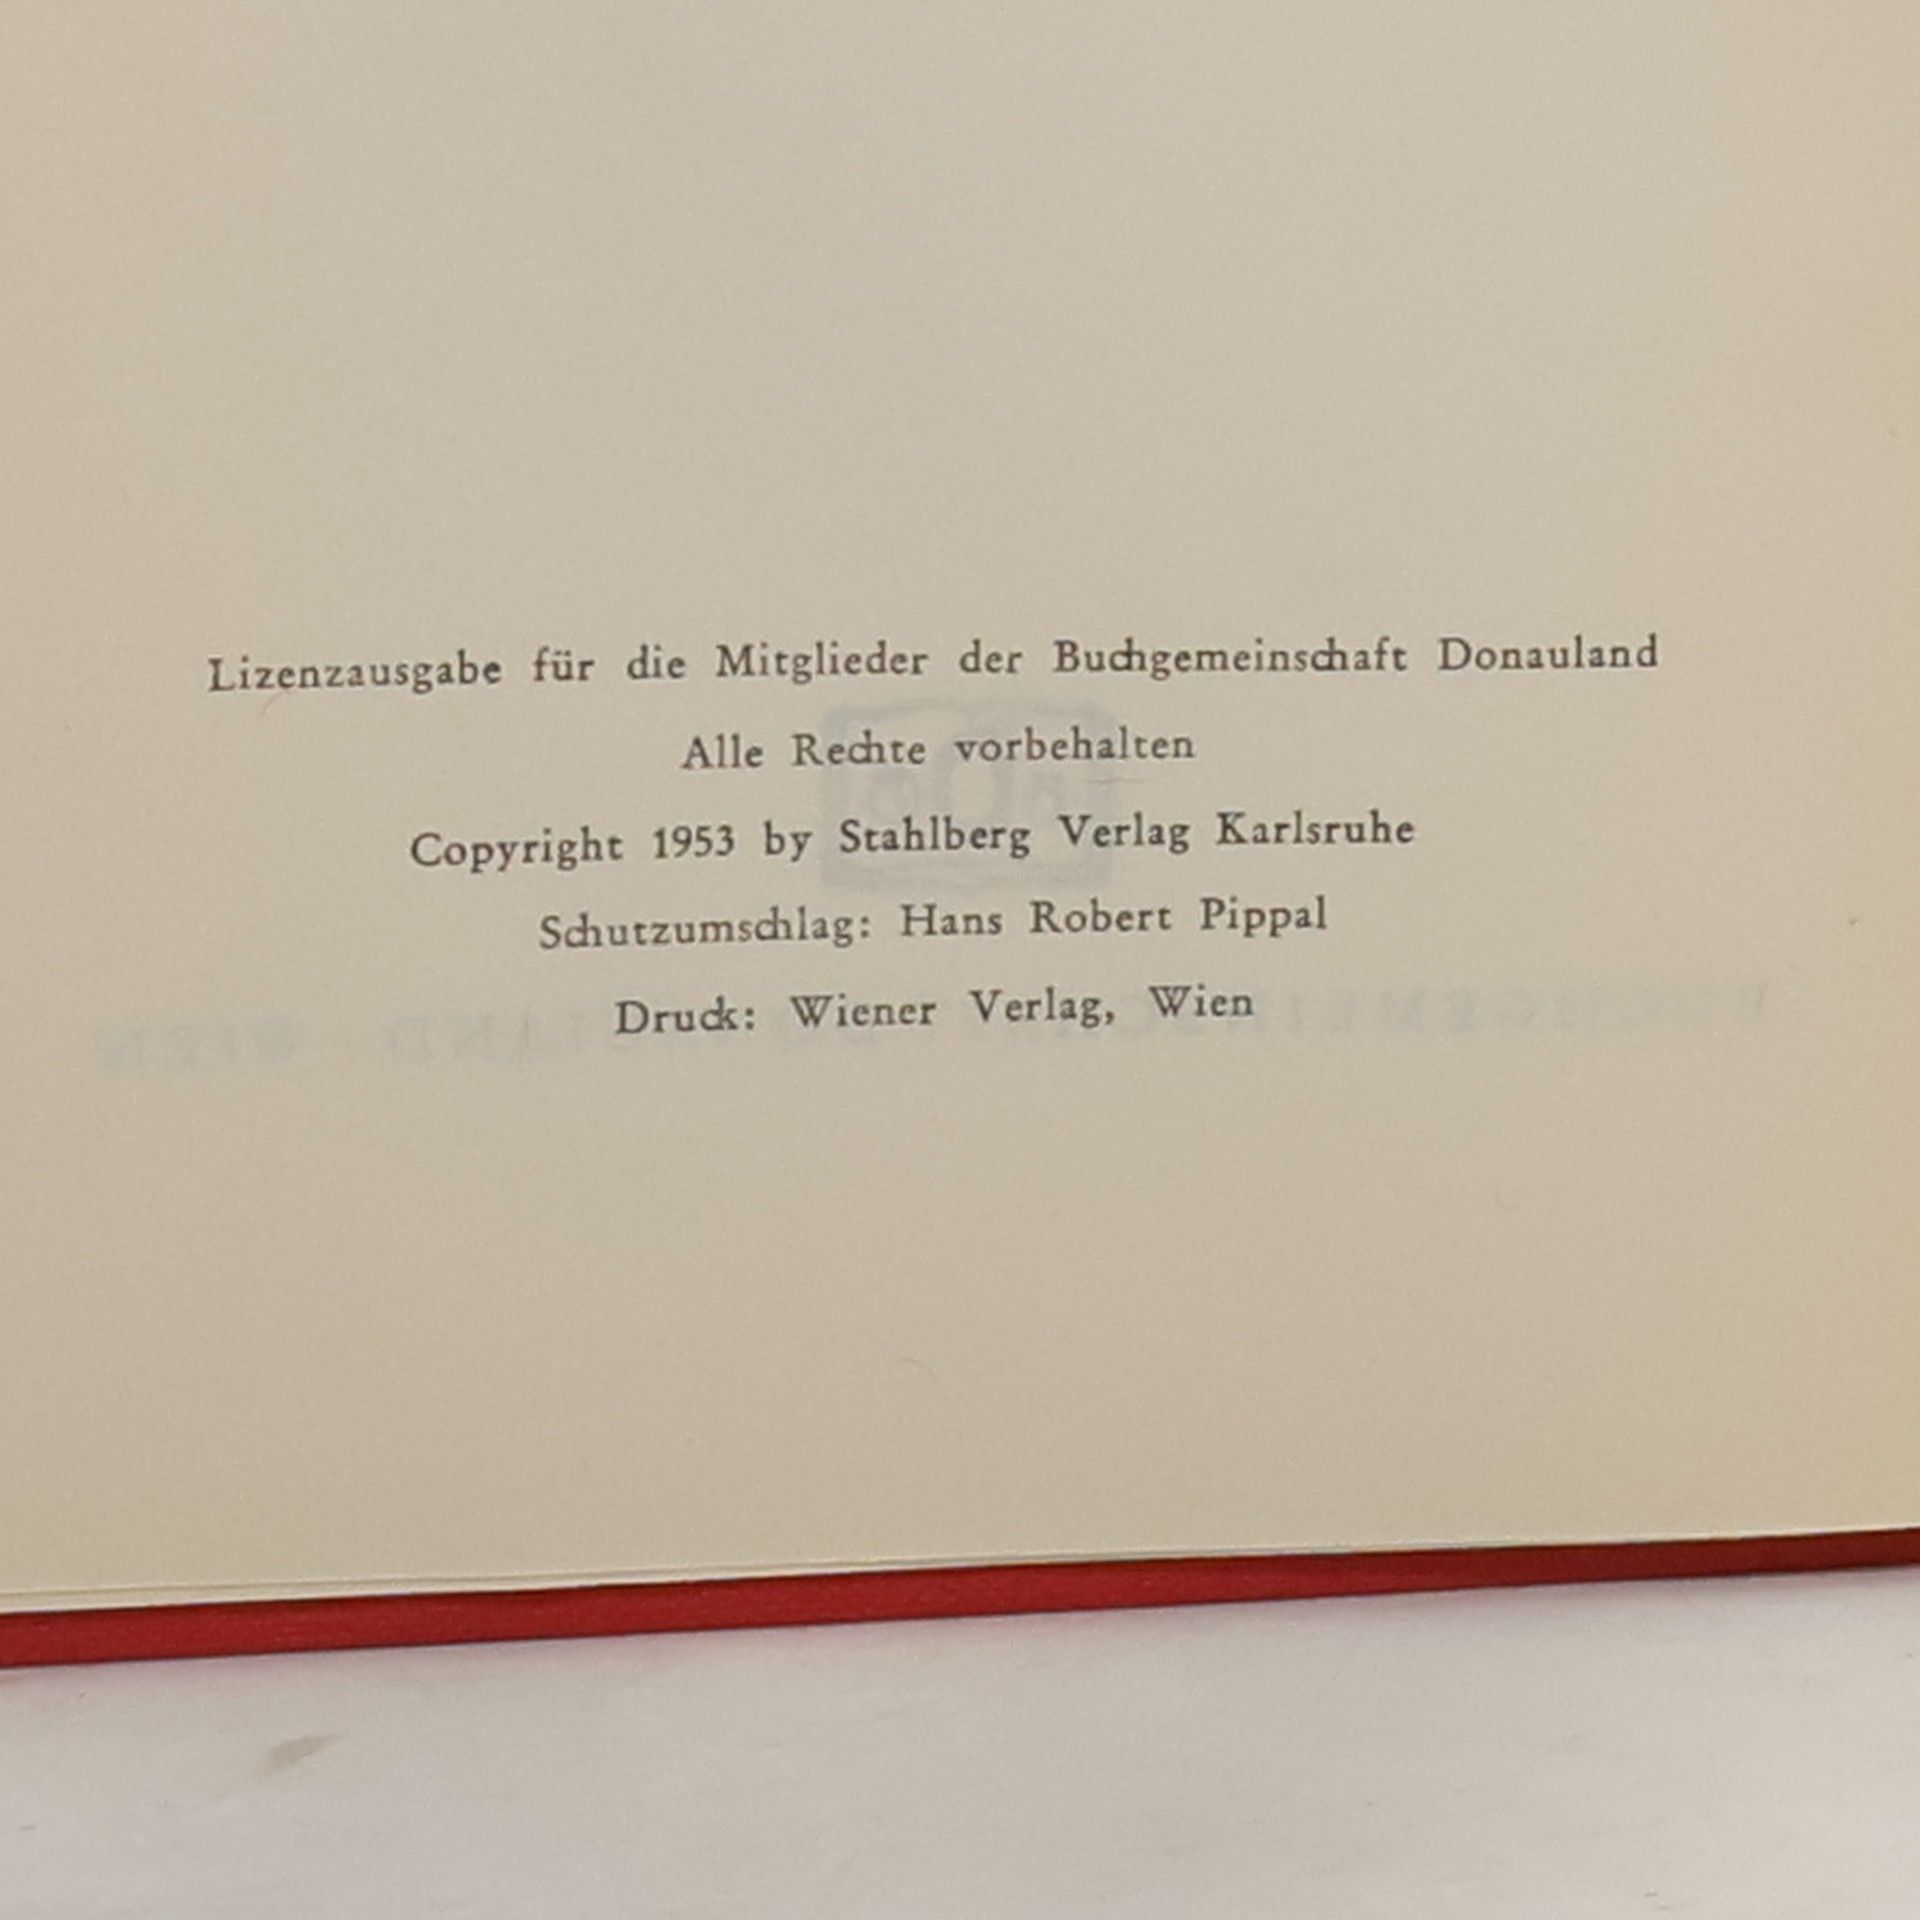 Lizenzausgabe für die Mitglieder der Buchgemeinschaft Donauland
Alle Rechte vorbehalten
Copyright 1953 by Stahlberg Verlag Karlsruhe
Schutzumschlag: Hans Robert Pippal
Druck: Wiener Verlag, Wien